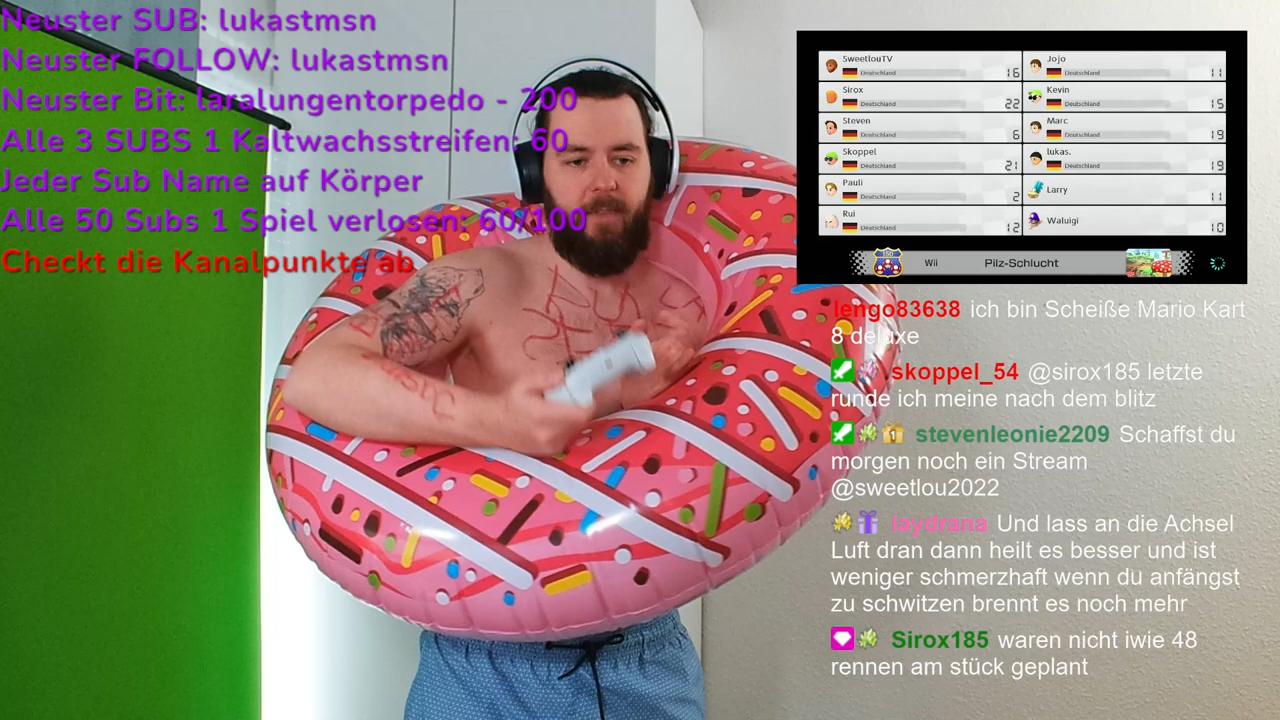 Neuster SUB: lukastmsn
Neuster FOLLOW: lukastmsn
Neuster Bit: laralungentorpedo - 200
Alle 3 SUBS 1 Kaltwachsstreifen: 60
Jeder Sub Name auf Körper
Alle 50 Subs 1 Spiel verlosen: 60/100
Checkt die Kanalpunkte ab
SweetlouTV
Deutschland 16
Jojo
Deutschland 11
Sirox
Deutschland 22
Kevin
Deutschland 15
Steven
Deutschland 6
Marc
Deutschland 19
Skoppel
Deutschland 21
lukas.
Deutschland 19
Pauli
Deutschland 2
Larry 11
Rui
Deutschland 12
Waluigi 10
Wii Pilz-Schlucht
lengo83638 ich bin Scheiße Mario Kart
8 deluxe
skoppel_54 @sirox185 letzte
runde ich meine nach dem blitz
stevenleonie2209 Schaffst du
morgen noch ein Stream
@sweetlou2022
laydrana Und lass an die Achsel
Luft dran dann heilt es besser und ist
weniger schmerzhaft wenn du anfängst
zu schwitzen brennt es noch mehr
Sirox185 waren nicht iwie 48
rennen am stück geplant